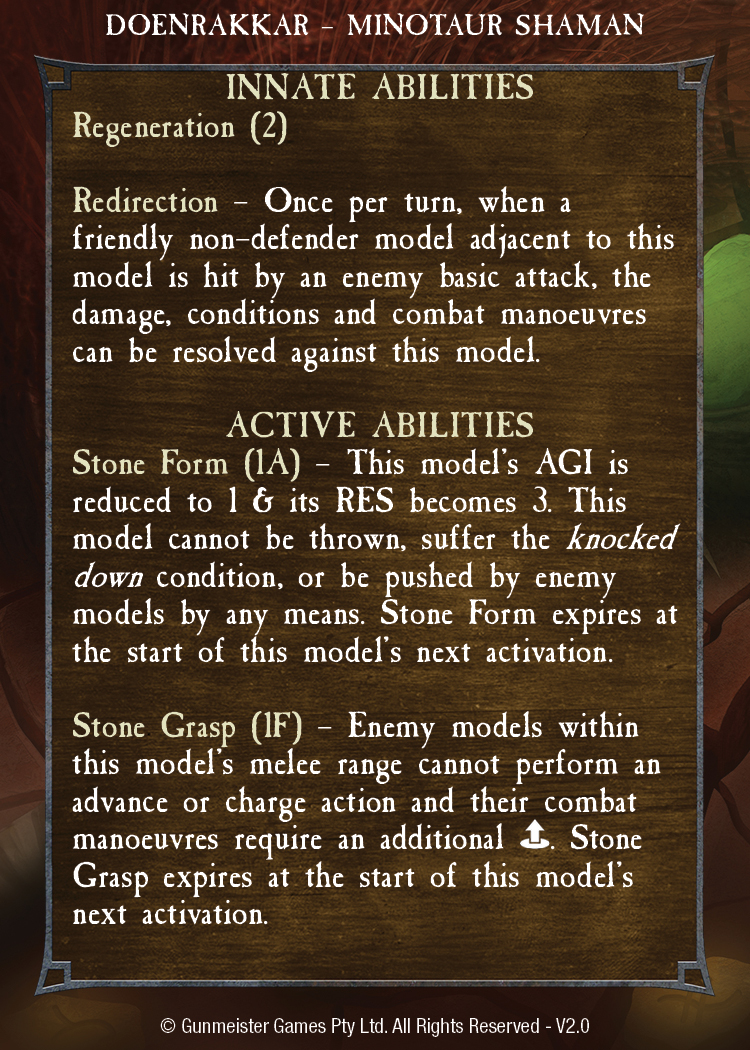 DOENRAKKAR – MINOTAUR SHAMAN
INNATE ABILITIES
Regeneration (2)
Redirection – Once per turn, when a
friendly non-defender model adjacent to this
model is hit by an enemy basic attack, the
damage, conditions and combat manoeuvres
can be resolved against this model.
ACTIVE ABILITIES
Stone Form (1A) – This model's AGI is
reduced to 1 & its RES becomes 3. This
model cannot be thrown, suffer the knocked
down condition, or be pushed by enemy
models by any means. Stone Form expires at
the start of this model's next activation.
Stone Grasp (1F) – Enemy models within
this model's melee range cannot perform an
advance or charge action and their combat
manoeuvres require an additional . Stone
Grasp expires at the start of this model's
next activation.
© Gunmeister Games Pty Ltd. All Rights Reserved - V2.0